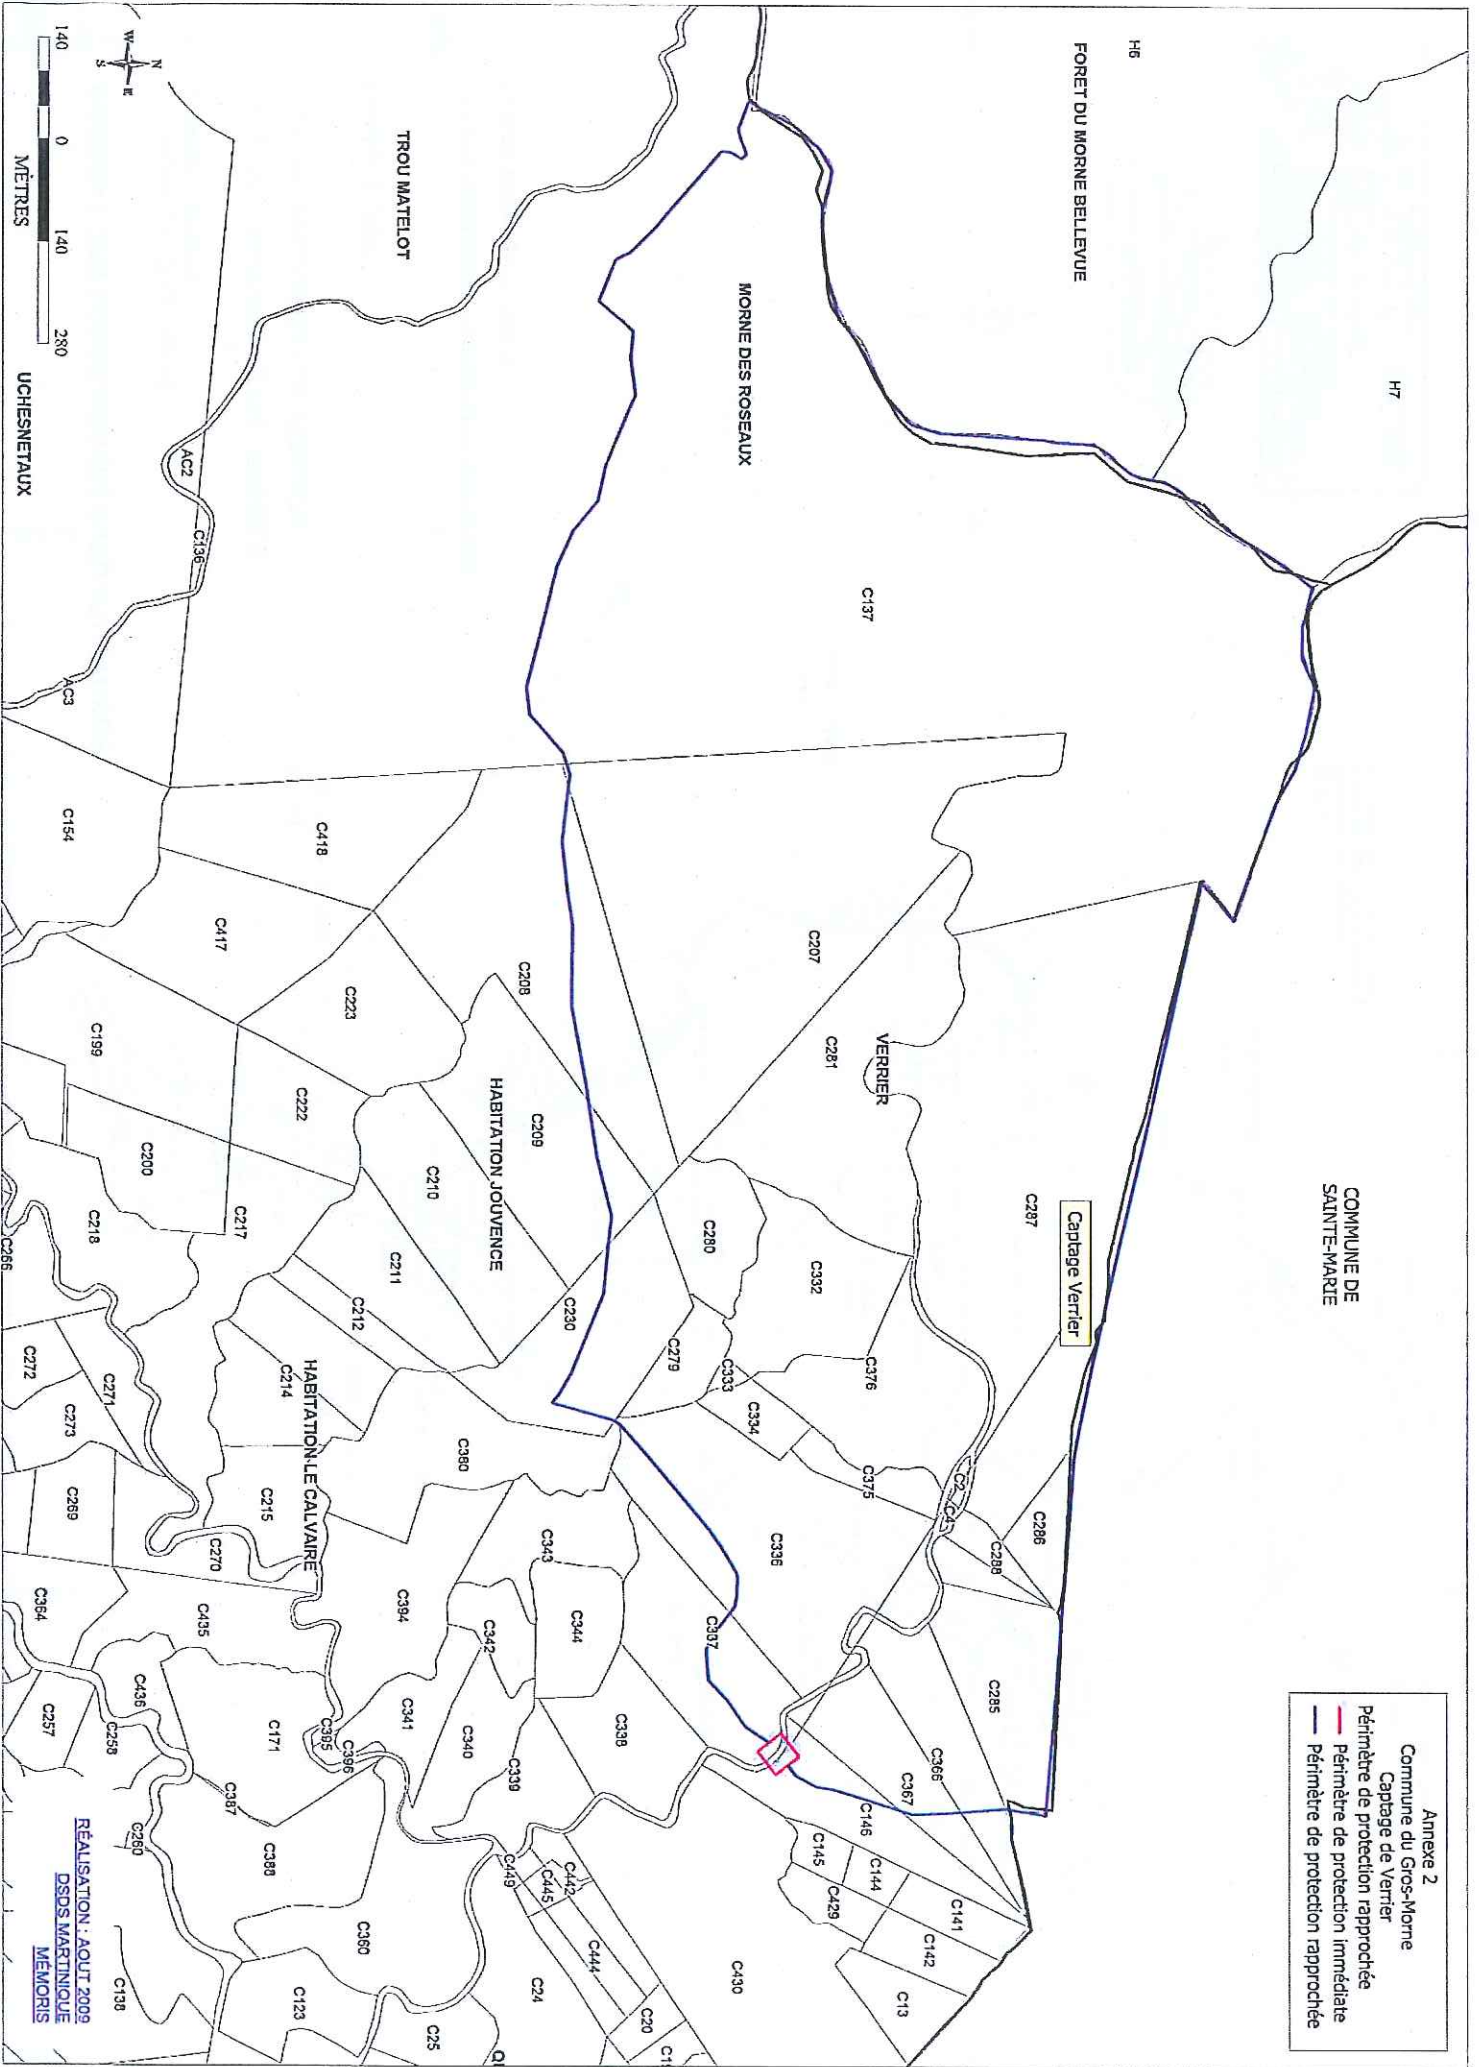 Annexe 2
Commune du Gros-Morne
Captage de Verrier
Périmètre de protection rapprochée
Périmètre de protection immédiate
Périmètre de protection rapprochée
COMMUNE DE
SAINTE-MARIE
H6
H7
FORET DU MORNE BELLEVUE
MORNE DES ROSEAUX
TROU MATELOT
C137
Captage Verrier
C287
VERRIER
C207
C281
C286
C288
C2
C4
C285
C376
C332
C375
C280
C333
C334
C279
C336
C337
C366
C367
C146
C145
C144
C141
C142
C429
C13
C430
C208
C209
HABITATION JOUVENCE
C210
C230
C211
C212
C214
HABITATION LE CALVAIRE
C380
C215
C270
C343
C344
C342
C394
C338
C339
C340
C341
C395
C396
C449
C445
C442
C444
C20
C24
C25
C360
C123
C138
C388
C387
C171
C260
C258
C257
C436
C435
C364
C269
C273
C271
C272
C266
C218
C217
C200
C199
C222
C223
C417
C418
C154
AC2
C136
AC3
UCHESNETAUX
N
W
E
S
140 0 140 280
MÈTRES
RÉALISATION : AOUT 2009
DSDS MARTINIQUE
MÉMORIS